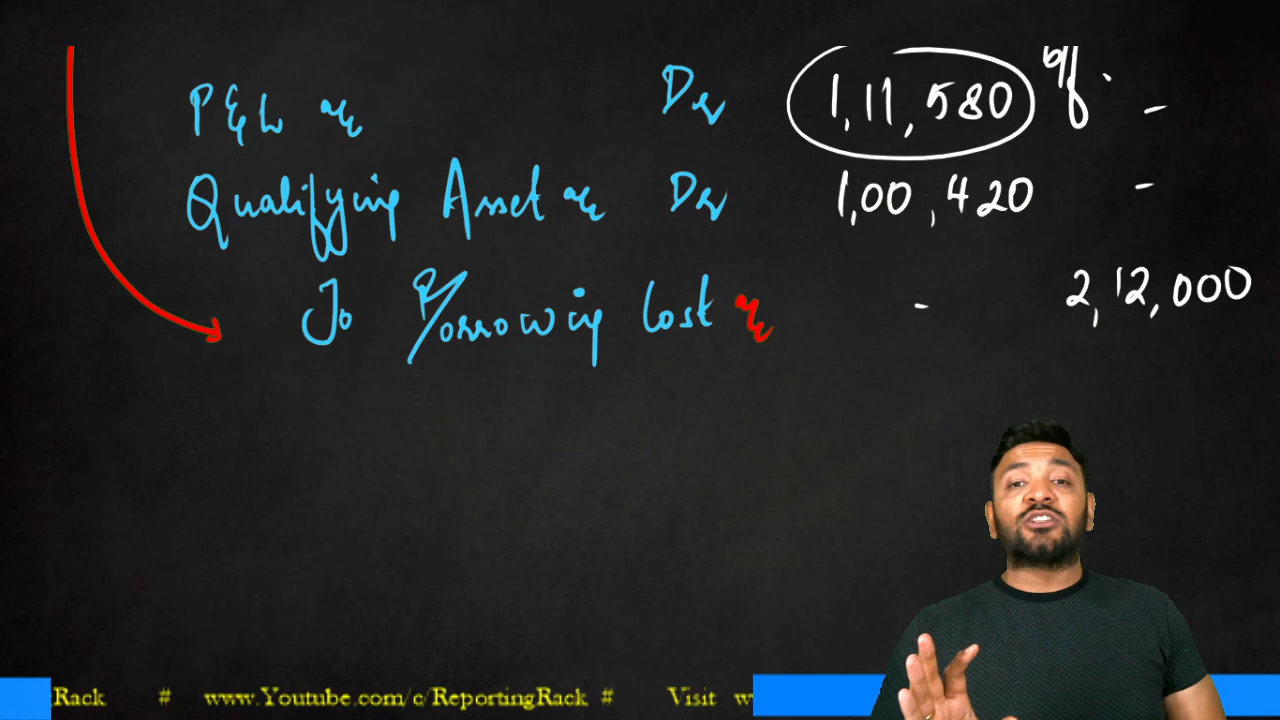 P&L a/c Dr 1,11,580 b/f. -
Qualifying Asset a/c Dr 1,00,420 -
To Borrowing Cost a/c - 2,12,000
gRack # www.Youtube.com/c/ReportingRack # Visit w